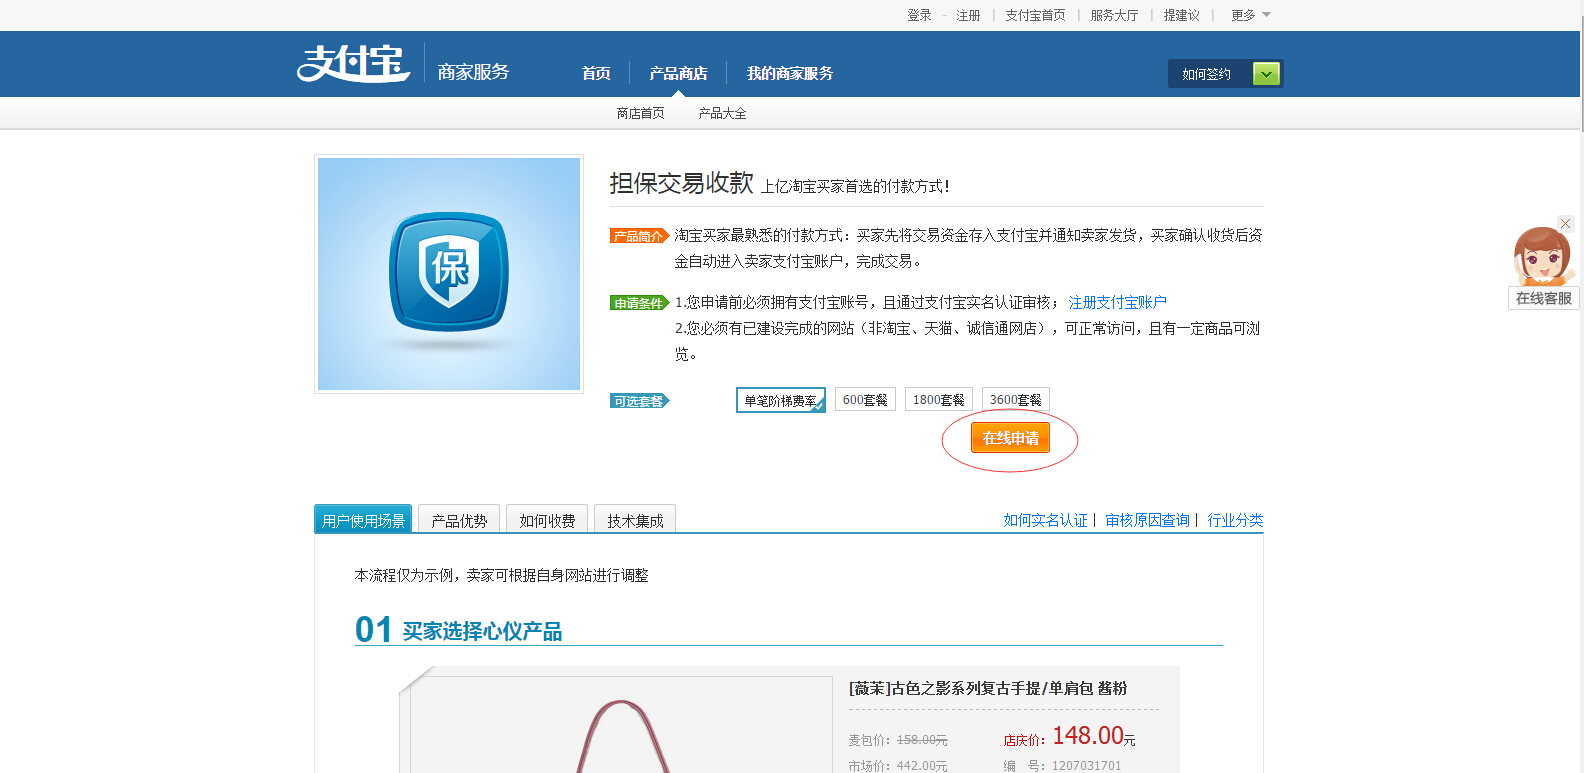 登录 - 注册 | 支付宝首页 | 服务大厅 | 提建议 | 更多
支付宝 商家服务 首页 产品商店 我的商家服务 如何签约
商店首页 产品大全
担保交易收款 上亿淘宝买家首选的付款方式！
产品简介 淘宝买家最熟悉的付款方式：买家先将交易资金存入支付宝并通知卖家发货，买家确认收货后资
金自动进入卖家支付宝账户，完成交易。
保
申请条件 1.您申请前必须拥有支付宝账号，且通过支付宝实名认证审核； 注册支付宝账户
2.您必须有已建设完成的网站（非淘宝、天猫、诚信通网店），可正常访问，且有一定商品可浏
览。
在线客服
可选套餐 单笔阶梯费率 600套餐 1800套餐 3600套餐
在线申请
用户使用场景 产品优势 如何收费 技术集成 如何实名认证 | 审核原因查询 | 行业分类
本流程仅为示例，卖家可根据自身网站进行调整
01 买家选择心仪产品
[薇茉]古色之影系列复古手提/单肩包 酱粉
麦包价：158.00元 店庆价：148.00元
市场价：442.00元 编 号：1207031701